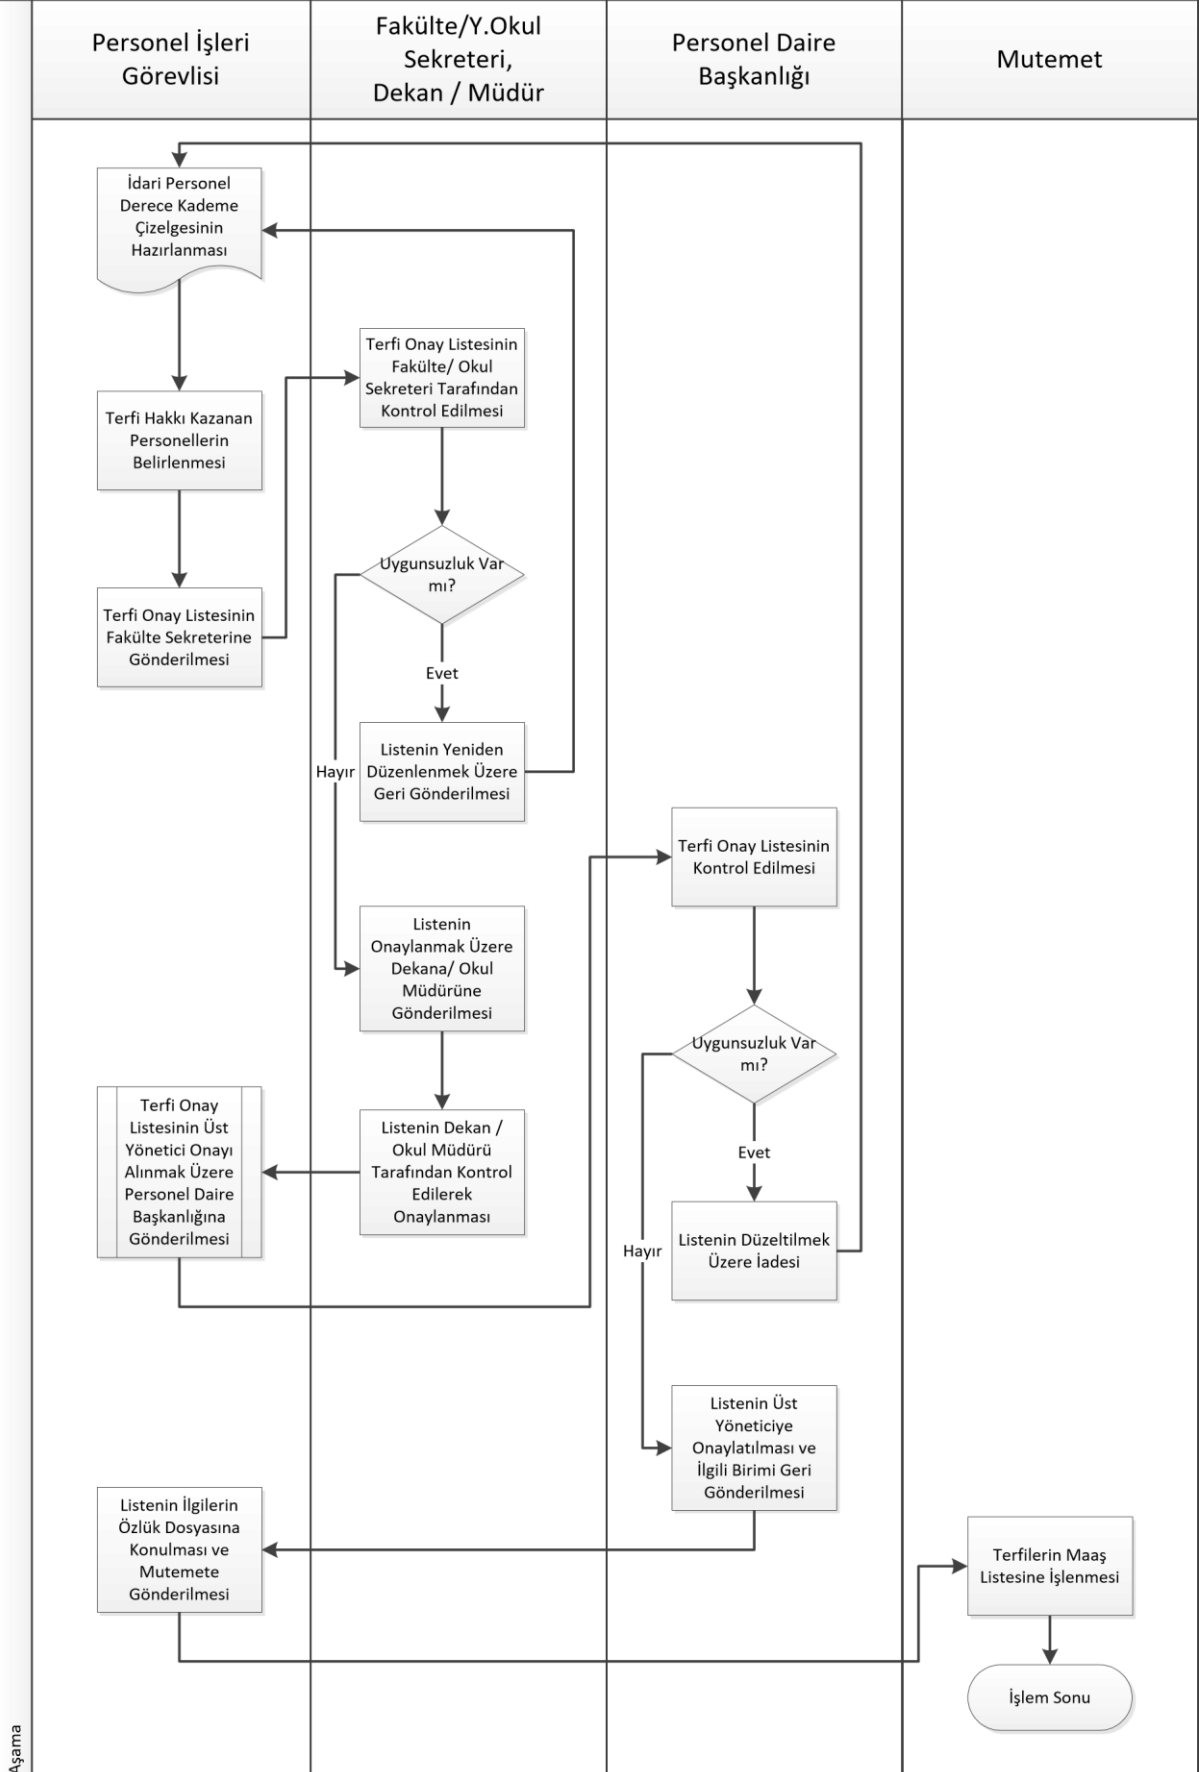 Personel İşleri
Görevlisi
Fakülte/Y.Okul
Sekreteri,
Dekan / Müdür
Personel Daire
Başkanlığı
Mutemet
İdari Personel
Derece Kademe
Çizelgesinin
Hazırlanması
Terfi Hakkı Kazanan
Personellerin
Belirlenmesi
Terfi Onay Listesinin
Fakülte Sekreterine
Gönderilmesi
Terfi Onay Listesinin
Fakülte/ Okul
Sekreteri Tarafından
Kontrol Edilmesi
Uygunsuzluk Var
mı?
Evet
Hayır
Listenin Yeniden
Düzenlenmek Üzere
Geri Gönderilmesi
Listenin
Onaylanmak Üzere
Dekana/ Okul
Müdürüne
Gönderilmesi
Listenin Dekan /
Okul Müdürü
Tarafından Kontrol
Edilerek
Onaylanması
Terfi Onay
Listesinin Üst
Yönetici Onayı
Alınmak Üzere
Personel Daire
Başkanlığına
Gönderilmesi
Terfi Onay Listesinin
Kontrol Edilmesi
Uygunsuzluk Var
mı?
Evet
Hayır
Listenin Düzeltilmek
Üzere İadesi
Listenin Üst
Yöneticiye
Onaylatılması ve
İlgili Birimi Geri
Gönderilmesi
Listenin İlgilerin
Özlük Dosyasına
Konulması ve
Mutemete
Gönderilmesi
Terfilerin Maaş
Listesine İşlenmesi
İşlem Sonu
Aşama